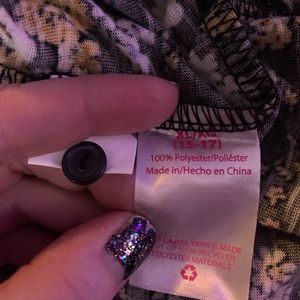 XL/XG
(15-17)
100% Polyester/Poliéster
Made in/Hecho en China
LABEL YARN IS MADE
OF 100% RECYCLED
POLYESTER MATERIALS